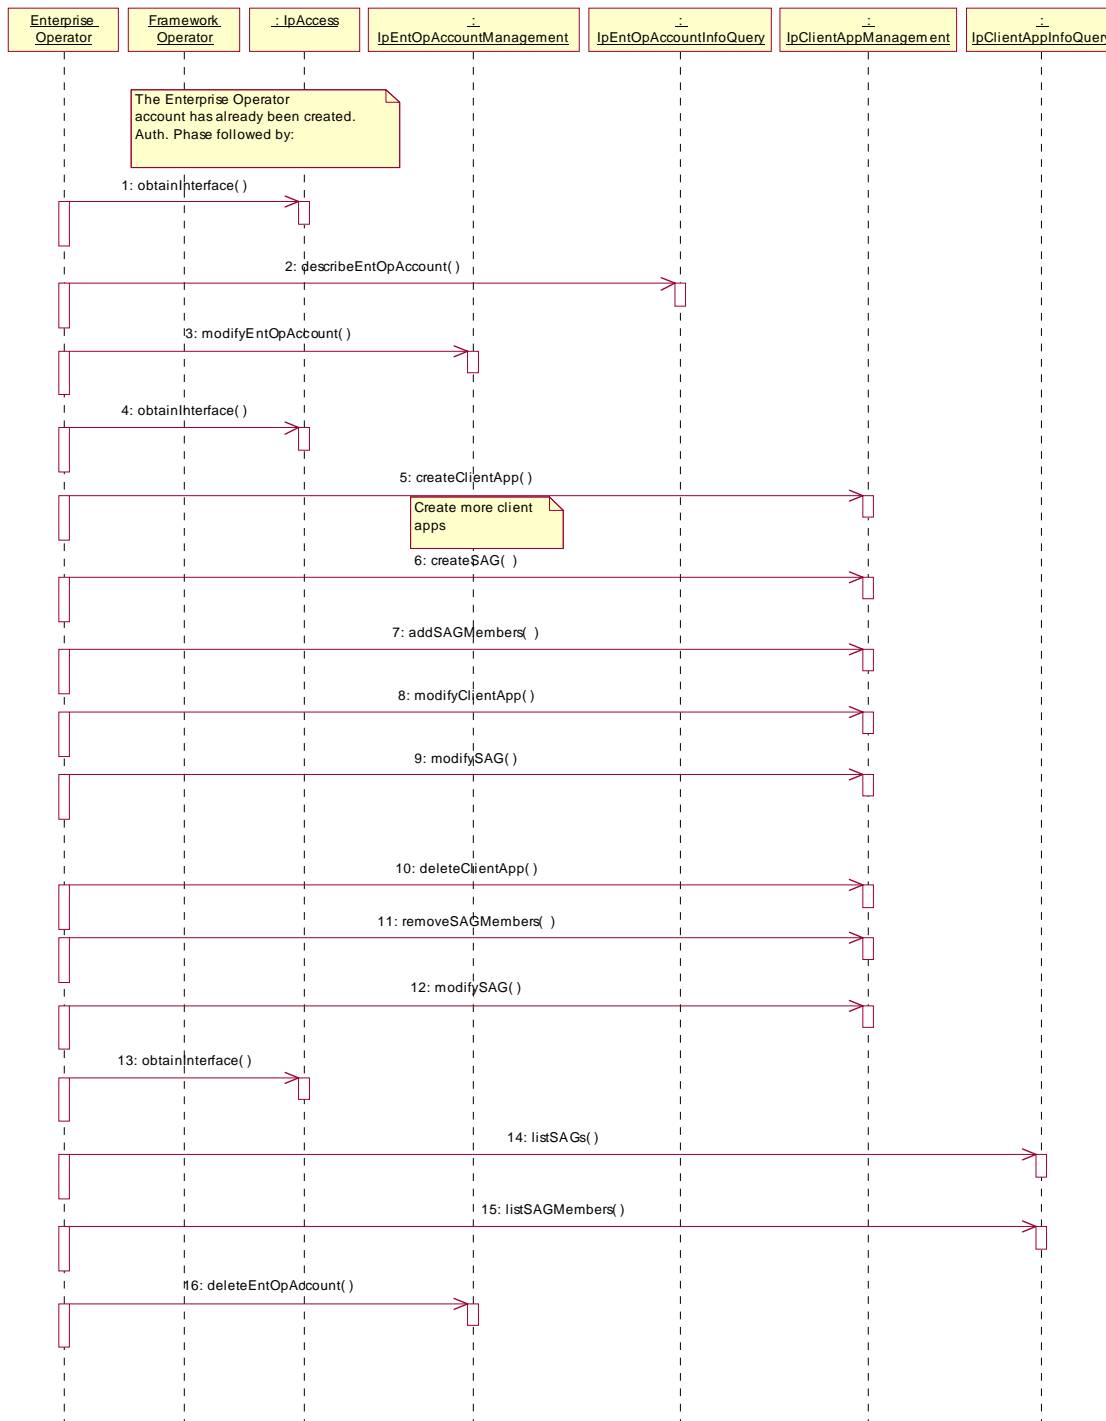 Enterprise
Operator
Framework
Operator
: IpAccess
:
IpEntOpAccountManagement
:
IpEntOpAccountInfoQuery
:
IpClientAppManagement
:
IpClientAppInfoQuery
The Enterprise Operator
account has already been created.
Auth. Phase followed by:
1: obtainInterface( )
2: describeEntOpAccount( )
3: modifyEntOpAccount( )
4: obtainInterface( )
5: createClientApp( )
Create more client
apps
6: createSAG( )
7: addSAGMembers( )
8: modifyClientApp( )
9: modifySAG( )
10: deleteClientApp( )
11: removeSAGMembers( )
12: modifySAG( )
13: obtainInterface( )
14: listSAGs( )
15: listSAGMembers( )
16: deleteEntOpAccount( )